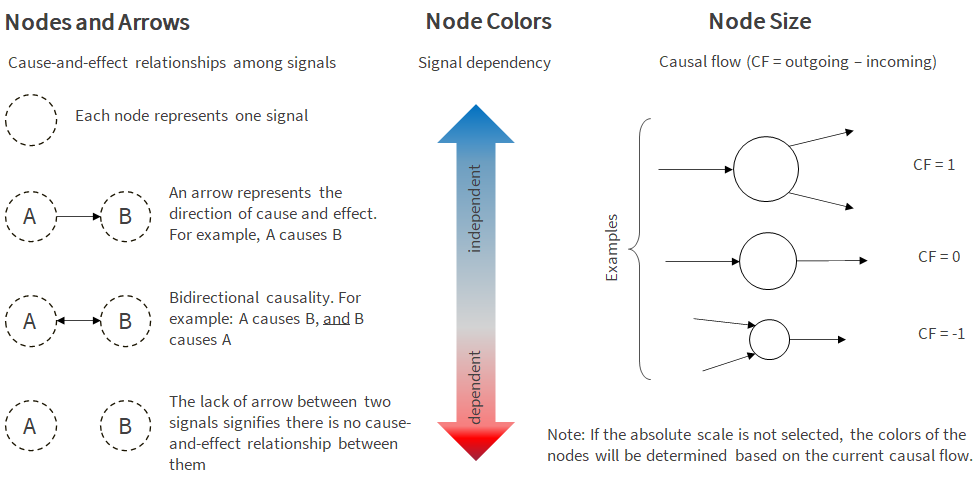 Nodes and Arrows
Cause-and-effect relationships among signals
Each node represents one signal
A
B
An arrow represents the
direction of cause and effect.
For example, A causes B
A
B
Bidirectional causality. For
example: A causes B, and B
causes A
A
B
The lack of arrow between two
signals signifies there is no cause-
and-effect relationship between
them
Node Colors
Signal dependency
independent
dependent
Node Size
Causal flow (CF = outgoing – incoming)
Examples
CF = 1
CF = 0
CF = -1
Note: If the absolute scale is not selected, the colors of the
nodes will be determined based on the current causal flow.